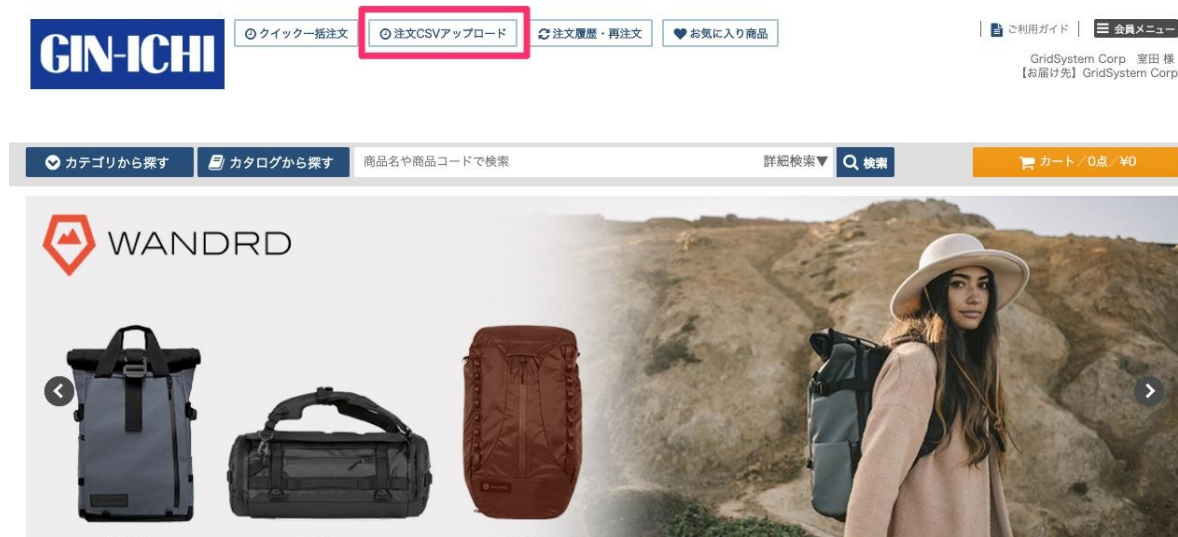 GIN-ICHI
クイック一括注文
注文CSVアップロード
注文履歴・再注文
お気に入り商品
ご利用ガイド
会員メニュー
GridSystem Corp 室田 様
【お届け先】GridSystem Corp
カテゴリから探す
カタログから探す
商品名や商品コードで検索
詳細検索▼
検索
カート／0点／¥0
WANDRD